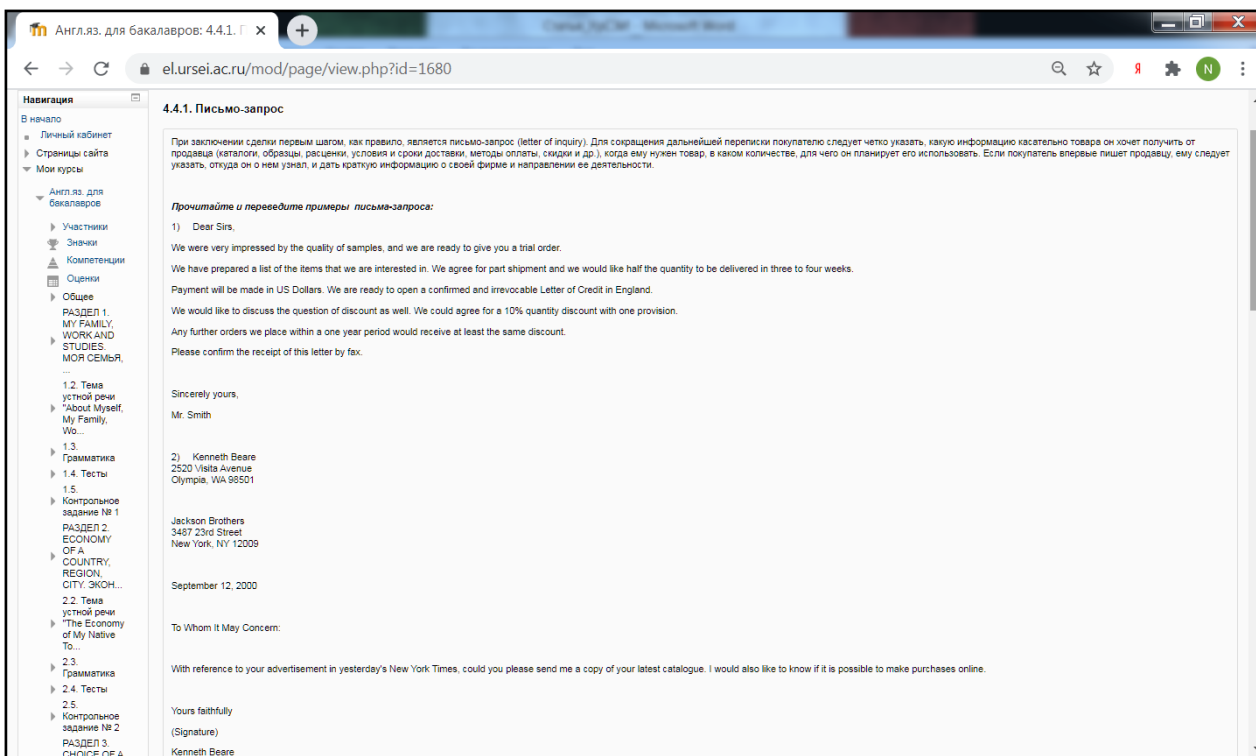 Англ.яз. для бакалавров: 4.4.1. П
el.ursei.ac.ru/mod/page/view.php?id=1680
Я
N
Навигация
В начало
Личный кабинет
Страницы сайта
Мои курсы
Англ.яз. для
бакалавров
Участники
Значки
Компетенции
Оценки
Общее
РАЗДЕЛ 1.
MY FAMILY,
WORK AND
STUDIES.
МОЯ СЕМЬЯ,
...
1.2. Тема
устной речи
"About Myself,
My Family,
Wo...
1.3.
Грамматика
1.4. Тесты
1.5.
Контрольное
задание № 1
РАЗДЕЛ 2.
ECONOMY
OF A
COUNTRY,
REGION,
CITY. ЭКОН...
2.2. Тема
устной речи
"The Economy
of My Native
To...
2.3.
Грамматика
2.4. Тесты
2.5.
Контрольное
задание № 2
РАЗДЕЛ 3.
CHOICE OF A
4.4.1. Письмо-запрос
При заключении сделки первым шагом, как правило, является письмо-запрос (letter of inquiry). Для сокращения дальнейшей переписки покупателю следует четко указать, какую информацию касательно товара он хочет получить от
продавца (каталоги, образцы, расценки, условия и сроки доставки, методы оплаты, скидки и др.), когда ему нужен товар, в каком количестве, для чего он планирует его использовать. Если покупатель впервые пишет продавцу, ему следует
указать, откуда он о нем узнал, и дать краткую информацию о своей фирме и направлении ее деятельности.
Прочитайте и переведите примеры письма-запроса:
1) Dear Sirs,
We were very impressed by the quality of samples, and we are ready to give you a trial order.
We have prepared a list of the items that we are interested in. We agree for part shipment and we would like half the quantity to be delivered in three to four weeks.
Payment will be made in US Dollars. We are ready to open a confirmed and irrevocable Letter of Credit in England.
We would like to discuss the question of discount as well. We could agree for a 10% quantity discount with one provision.
Any further orders we place within a one year period would receive at least the same discount.
Please confirm the receipt of this letter by fax.
Sincerely yours,
Mr. Smith
2) Kenneth Beare
2520 Visita Avenue
Olympia, WA 98501
Jackson Brothers
3487 23rd Street
New York, NY 12009
September 12, 2000
To Whom It May Concern:
With reference to your advertisement in yesterday's New York Times, could you please send me a copy of your latest catalogue. I would also like to know if it is possible to make purchases online.
Yours faithfully
(Signature)
Kenneth Beare